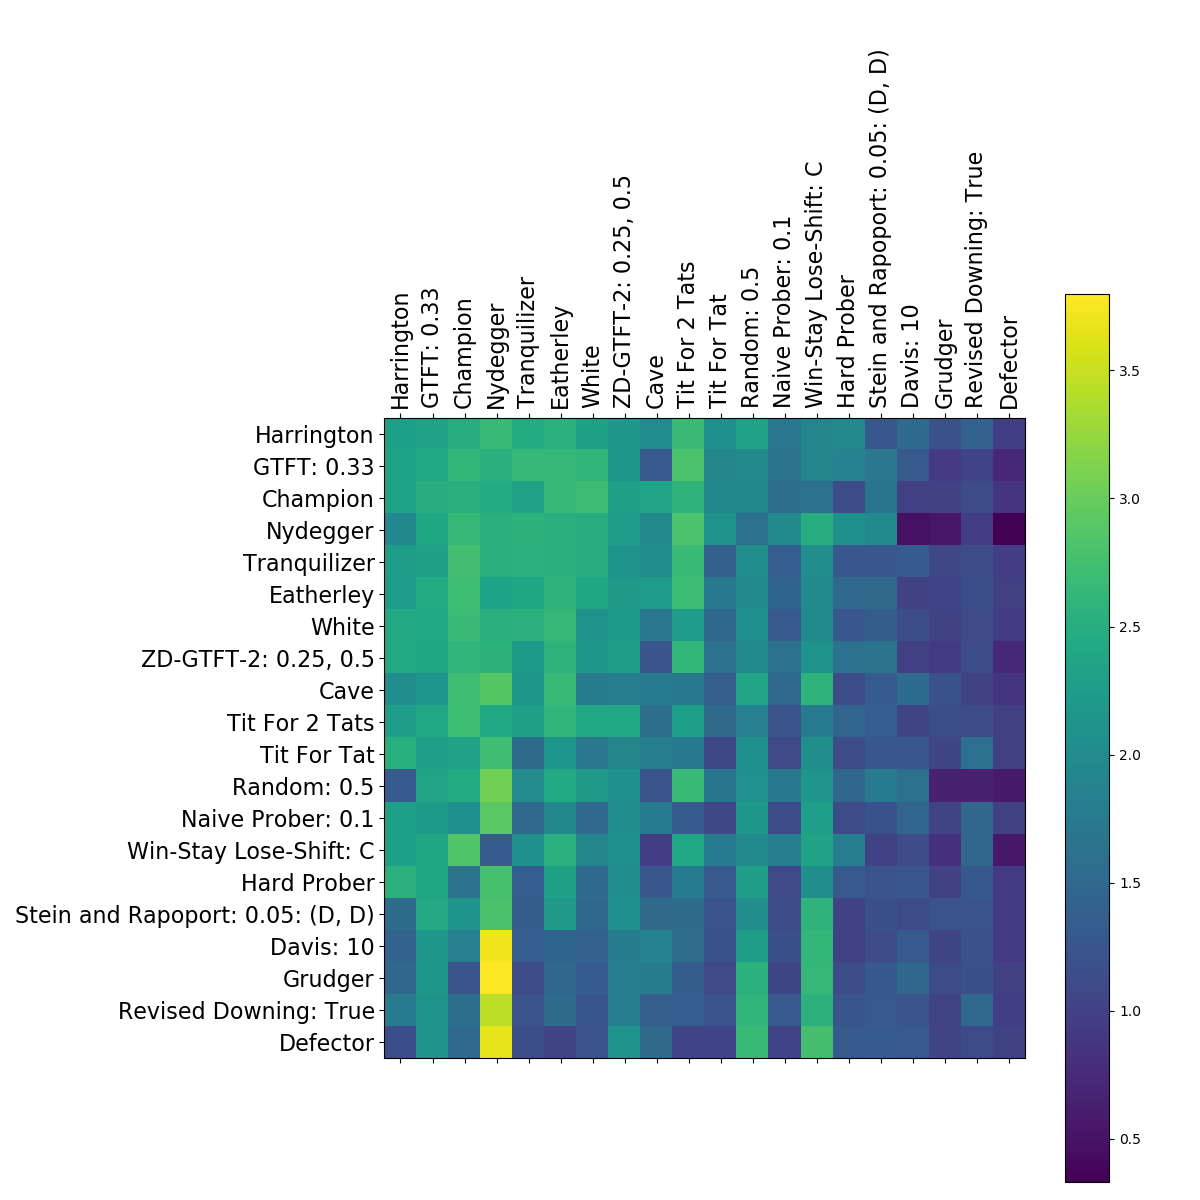 Harrington
GTFT: 0.33
Champion
Nydegger
Tranquilizer
Eatherley
White
ZD-GTFT-2: 0.25, 0.5
Cave
Tit For 2 Tats
Tit For Tat
Random: 0.5
Naive Prober: 0.1
Win-Stay Lose-Shift: C
Hard Prober
Stein and Rapoport: 0.05: (D, D)
Davis: 10
Grudger
Revised Downing: True
Defector
Harrington
GTFT: 0.33
Champion
Nydegger
Tranquilizer
Eatherley
White
ZD-GTFT-2: 0.25, 0.5
Cave
Tit For 2 Tats
Tit For Tat
Random: 0.5
Naive Prober: 0.1
Win-Stay Lose-Shift: C
Hard Prober
Stein and Rapoport: 0.05: (D, D)
Davis: 10
Grudger
Revised Downing: True
Defector
3.5
3.0
2.5
2.0
1.5
1.0
0.5